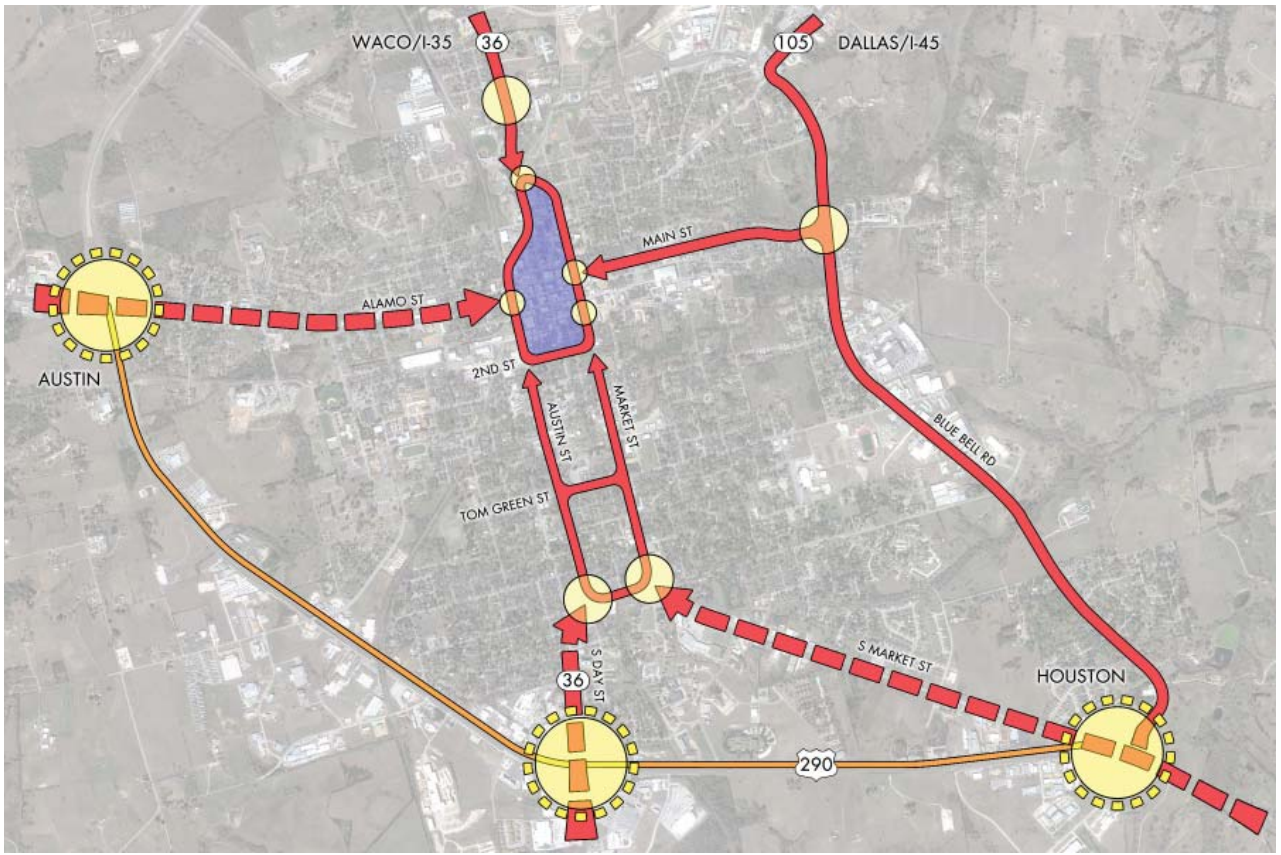 WACO/I-35
36
105
DALLAS/I-45
MAIN ST
ALAMO ST
AUSTIN
2ND ST
AUSTIN ST
MARKET ST
BLUE BELL RD
TOM GREEN ST
S MARKET ST
S DAY ST
HOUSTON
36
290